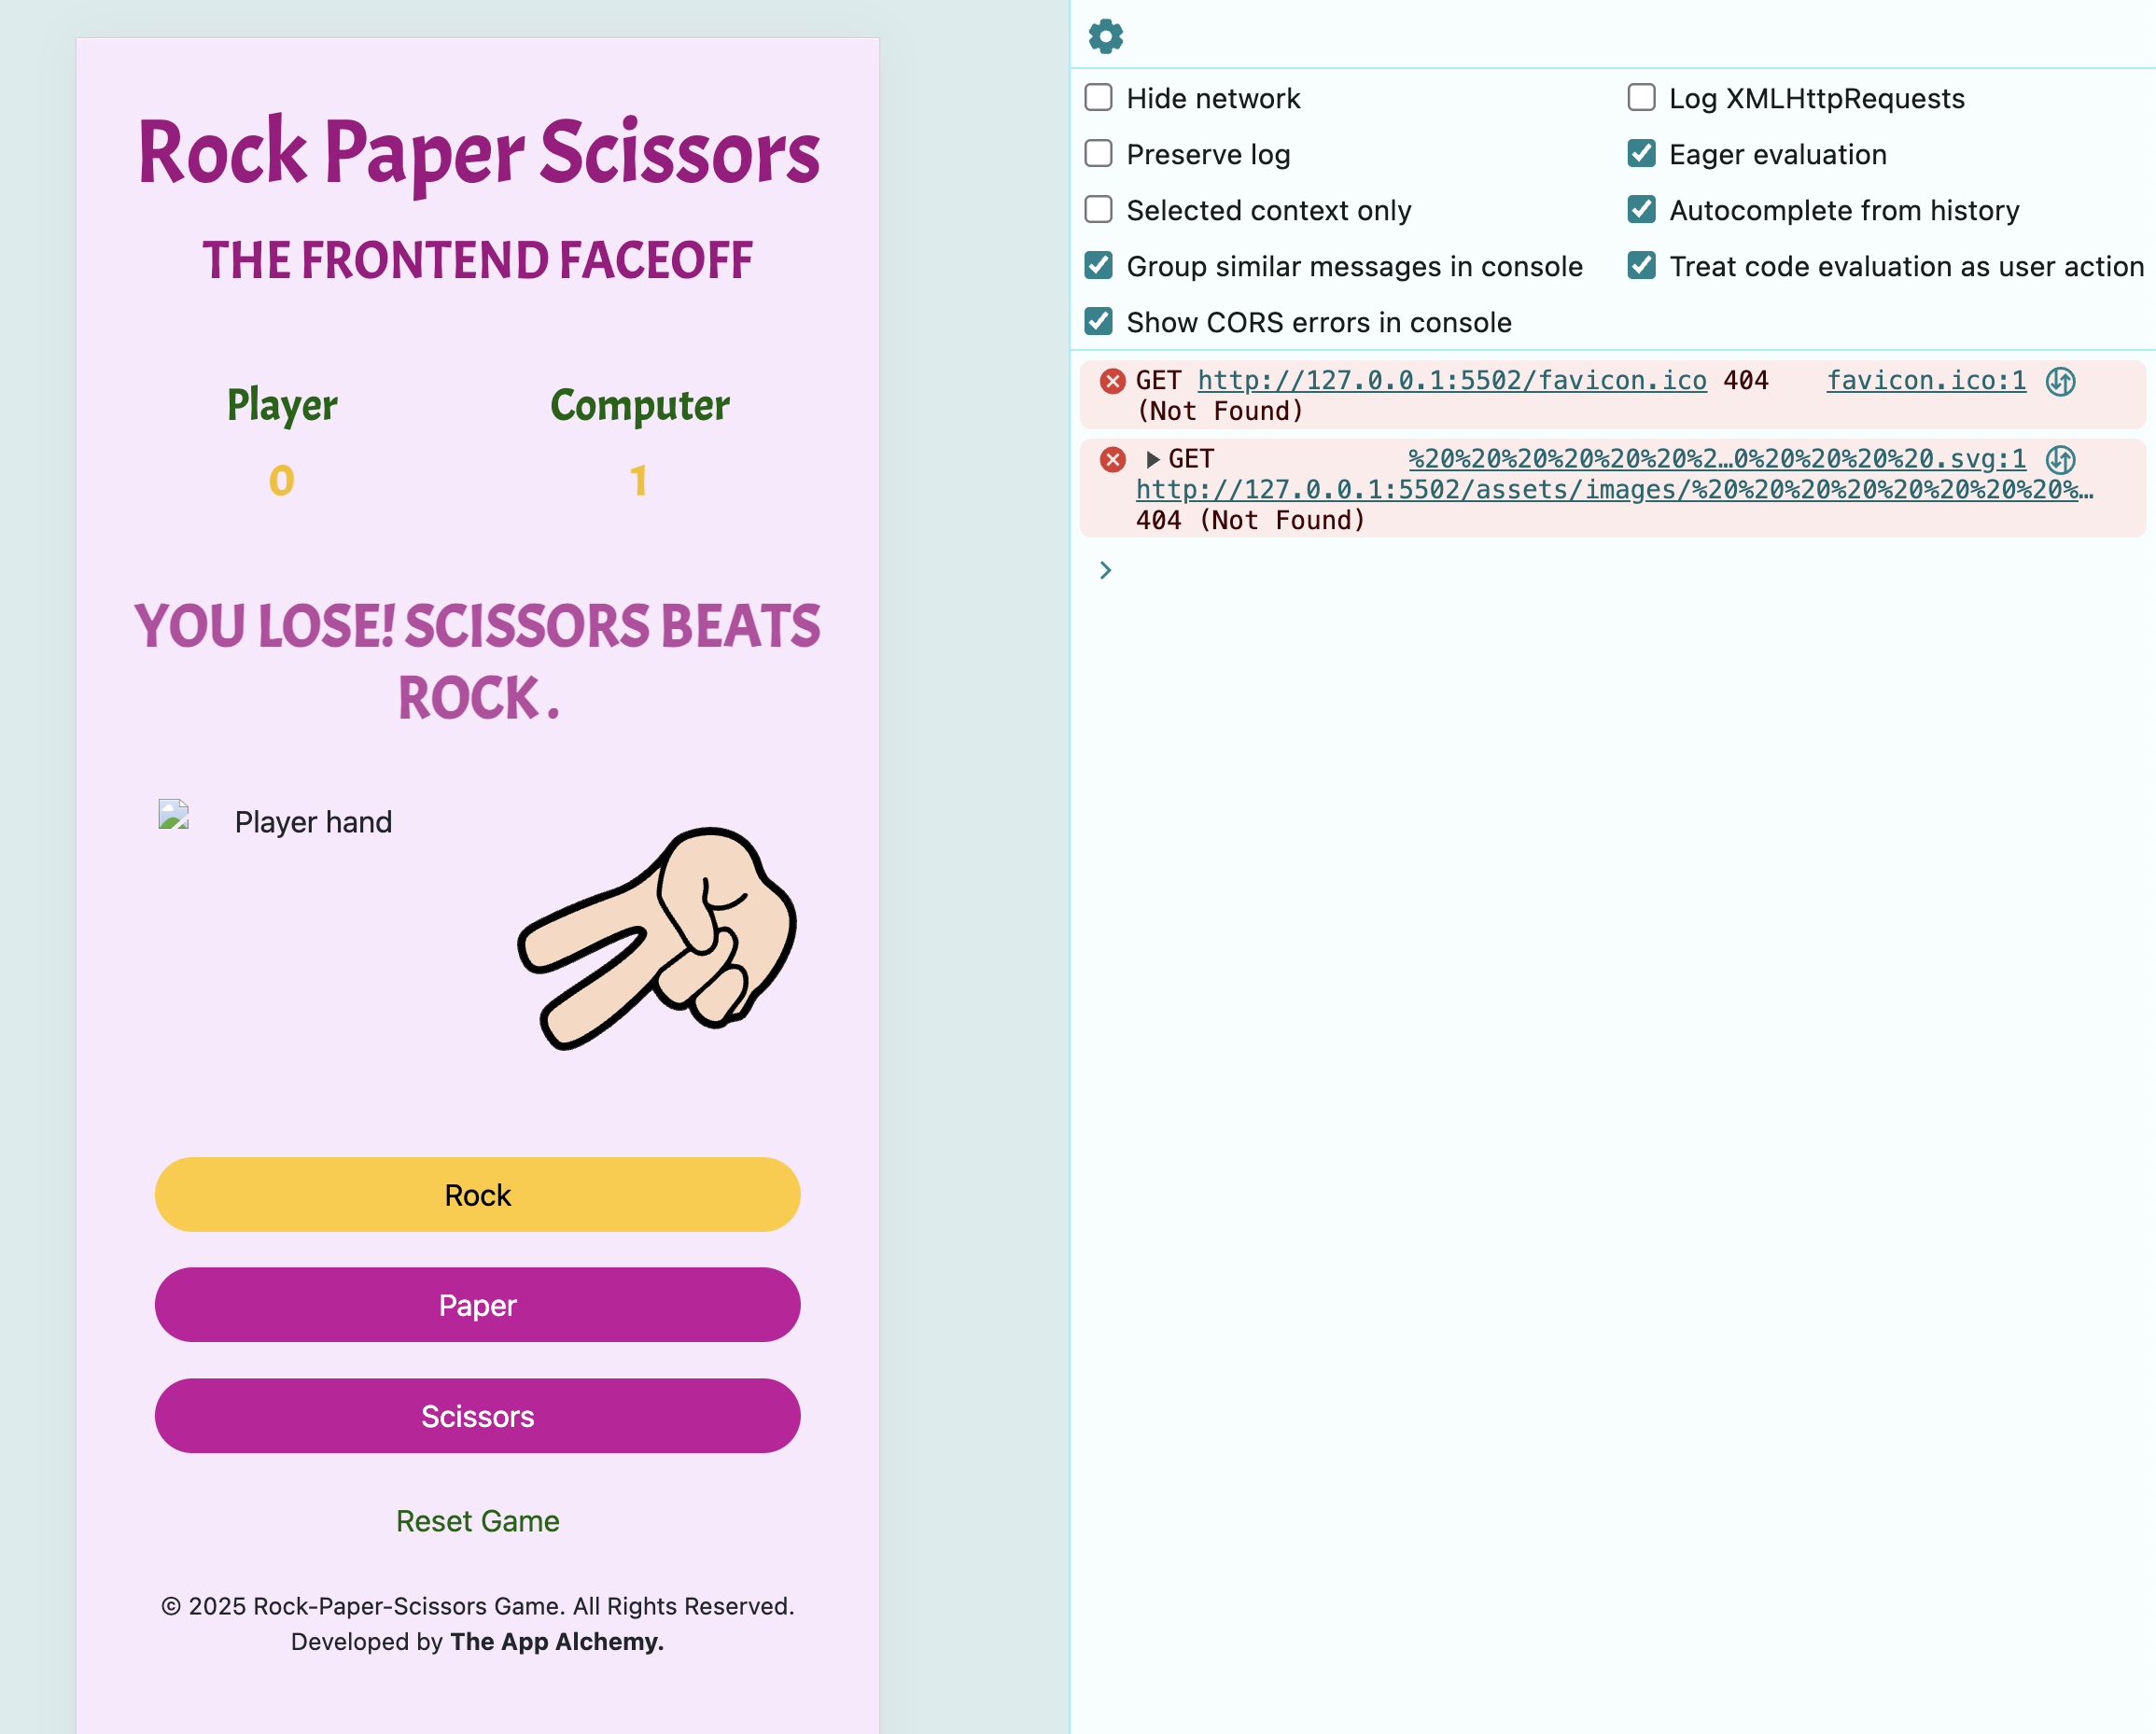 Rock Paper Scissors
THE FRONTEND FACEOFF
Player
Computer
0
1
YOU LOSE! SCISSORS BEATS
ROCK .
Player hand
Rock
Paper
Scissors
Reset Game
© 2025 Rock-Paper-Scissors Game. All Rights Reserved.
Developed by The App Alchemy.
Hide network
Log XMLHttpRequests
Preserve log
Eager evaluation
Selected context only
Autocomplete from history
Group similar messages in console
Treat code evaluation as user action
Show CORS errors in console
GET http://127.0.0.1:5502/favicon.ico 404 favicon.ico:1
(Not Found)
GET %20%20%20%20%20%20%2…0%20%20%20%20.svg:1
http://127.0.0.1:5502/assets/images/%20%20%20%20%20%20%20%20%…
404 (Not Found)